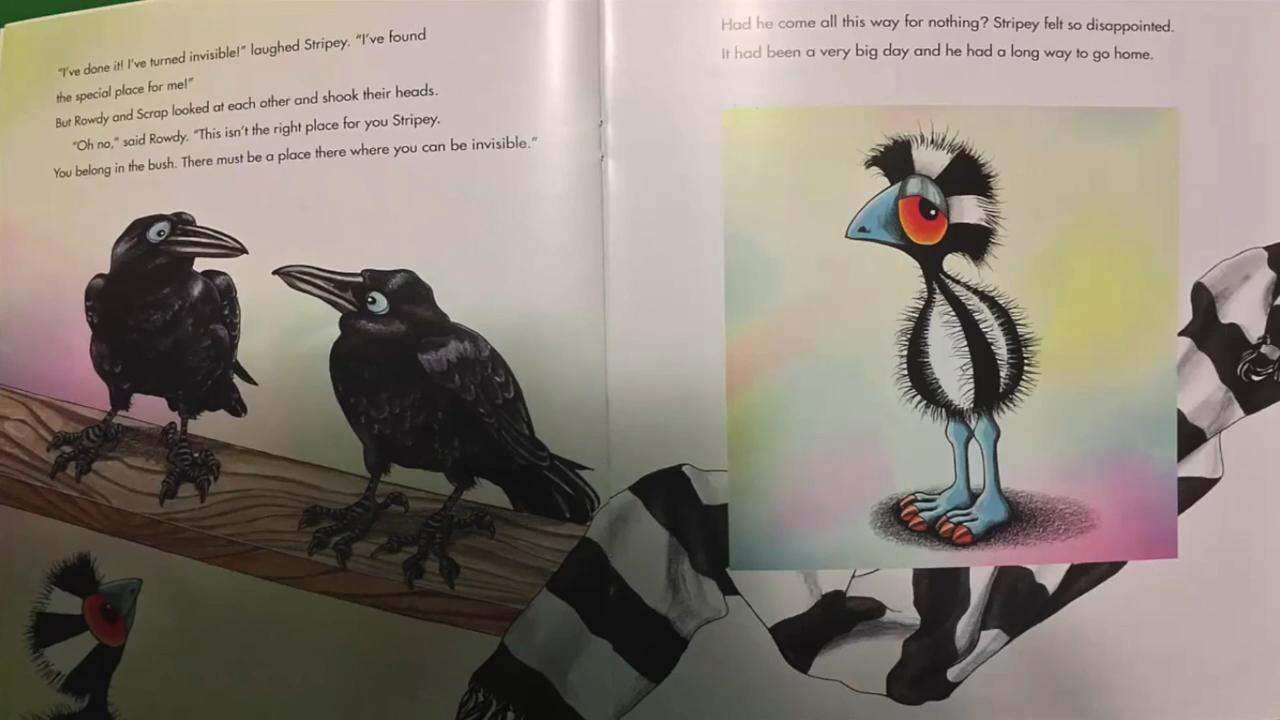 "I've done it! I've turned invisible!" laughed Stripey. "I've found
the special place for me!"
But Rowdy and Scrap looked at each other and shook their heads.
"Oh no," said Rowdy. "This isn't the right place for you Stripey.
You belong in the bush. There must be a place there where you can be invisible."
Had he come all this way for nothing? Stripey felt so disappointed.
It had been a very big day and he had a long way to go home.